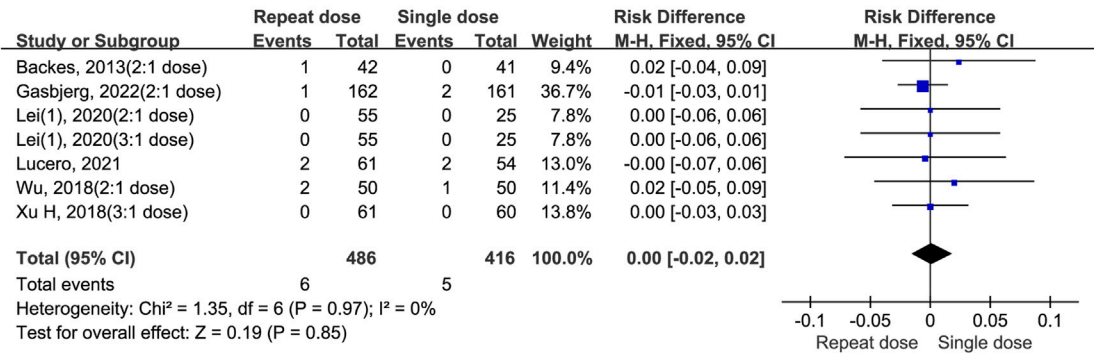 Repeat dose Single dose Risk Difference Risk Difference
Study or Subgroup Events Total Events Total Weight M-H, Fixed, 95% CI M-H, Fixed, 95% CI
Backes, 2013(2:1 dose) 1 42 0 41 9.4% 0.02 [-0.04, 0.09]
Gasbjerg, 2022(2:1 dose) 1 162 2 161 36.7% -0.01 [-0.03, 0.01]
Lei(1), 2020(2:1 dose) 0 55 0 25 7.8% 0.00 [-0.06, 0.06]
Lei(1), 2020(3:1 dose) 0 55 0 25 7.8% 0.00 [-0.06, 0.06]
Lucero, 2021 2 61 2 54 13.0% -0.00 [-0.07, 0.06]
Wu, 2018(2:1 dose) 2 50 1 50 11.4% 0.02 [-0.05, 0.09]
Xu H, 2018(3:1 dose) 0 61 0 60 13.8% 0.00 [-0.03, 0.03]
Total (95% CI) 486 416 100.0% 0.00 [-0.02, 0.02]
Total events 6 5
Heterogeneity: Chi² = 1.35, df = 6 (P = 0.97); I² = 0%
Test for overall effect: Z = 0.19 (P = 0.85)
-0.1 -0.05 0 0.05 0.1
Repeat dose Single dose